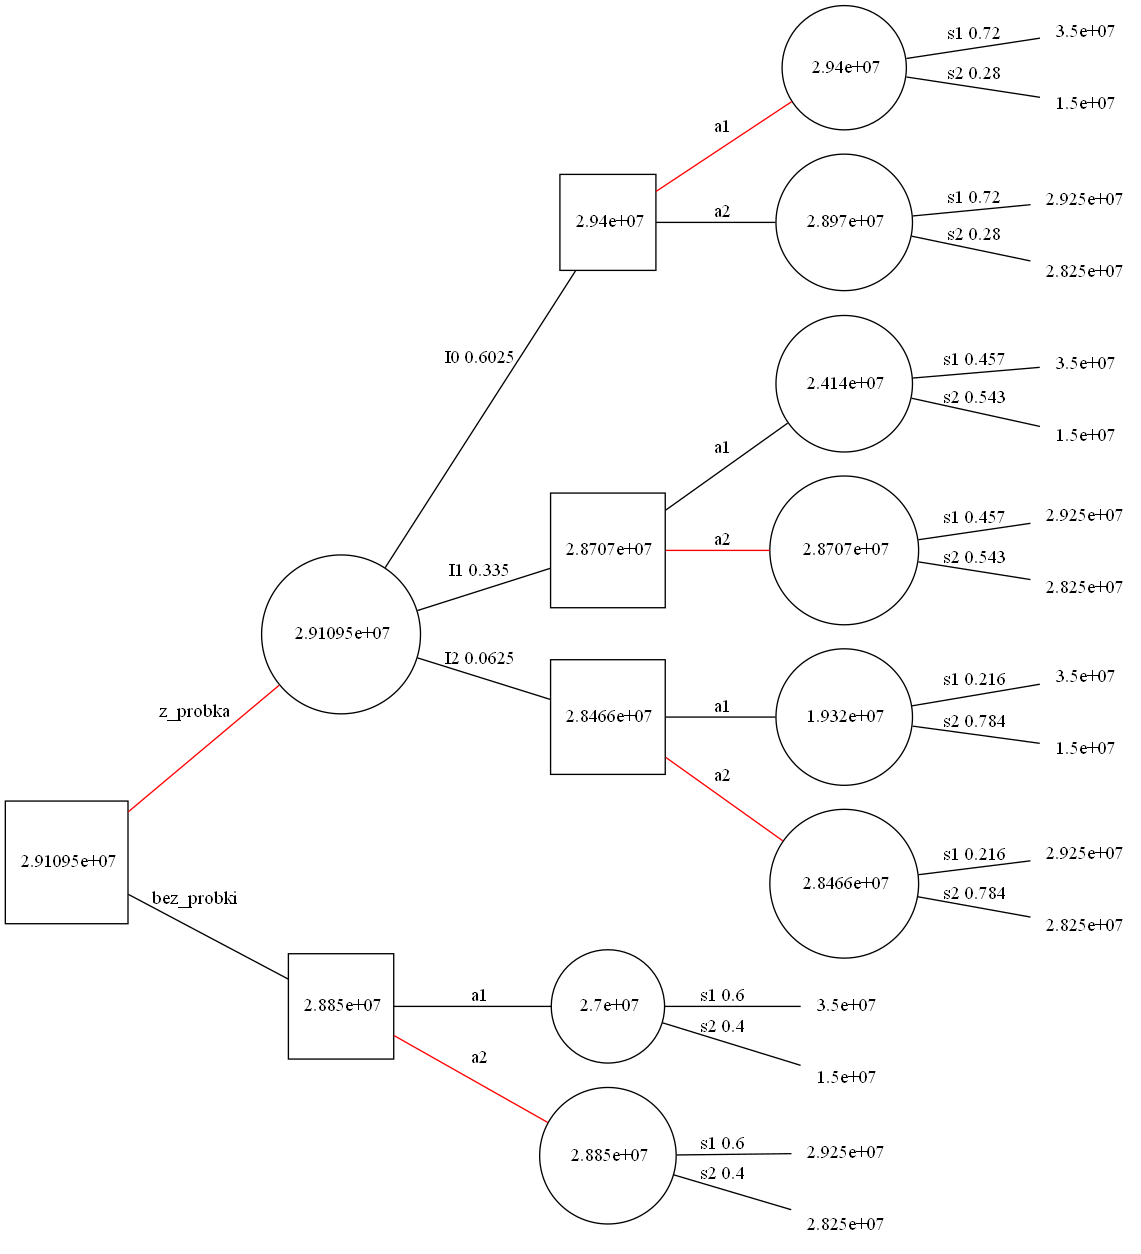 s1 0.72
3.5e+07
2.94e+07
s2 0.28
1.5e+07
a1
s1 0.72
2.925e+07
2.94e+07
a2
2.897e+07
s2 0.28
2.825e+07
I0 0.6025
s1 0.457
3.5e+07
2.414e+07
s2 0.543
1.5e+07
a1
s1 0.457
2.925e+07
2.8707e+07
a2
2.8707e+07
s2 0.543
2.825e+07
I1 0.335
2.91095e+07
I2 0.0625
s1 0.216
3.5e+07
2.8466e+07
a1
1.932e+07
s2 0.784
1.5e+07
a2
z_probka
s1 0.216
2.925e+07
2.8466e+07
s2 0.784
2.825e+07
2.91095e+07
bez_probki
2.885e+07
a1
2.7e+07
s1 0.6
3.5e+07
s2 0.4
1.5e+07
a2
2.885e+07
s1 0.6
2.925e+07
s2 0.4
2.825e+07